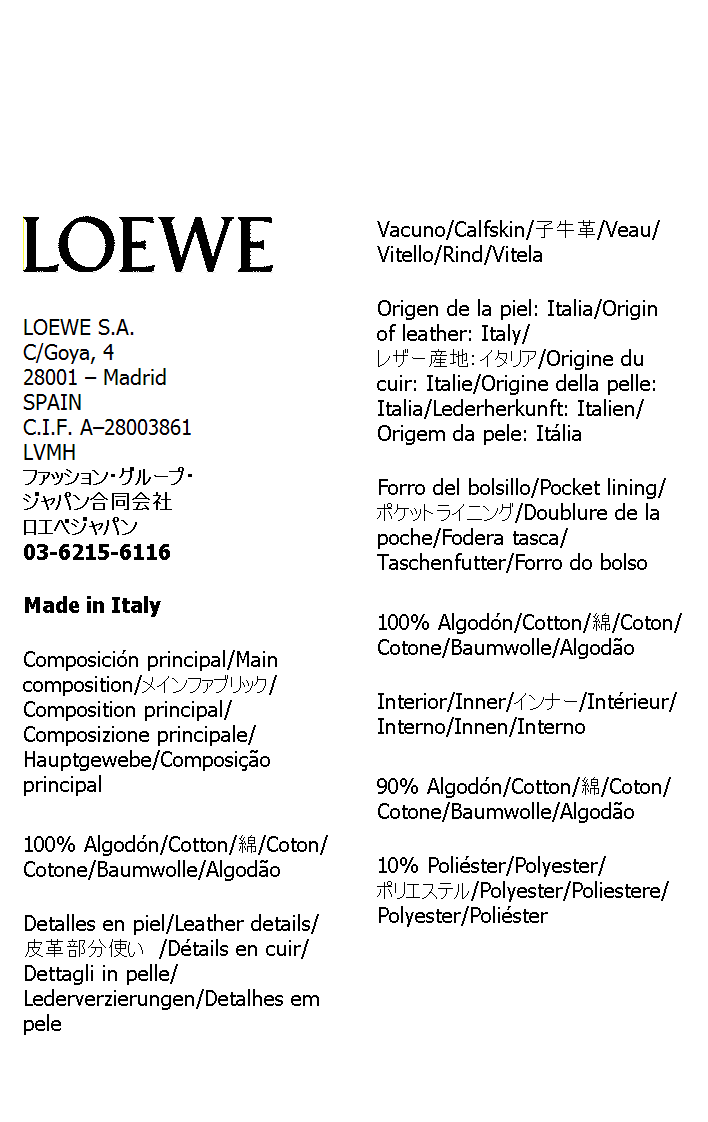 LOEWE
LOEWE S.A.
C/Goya, 4
28001 – Madrid
SPAIN
C.I.F. A–28003861
LVMH
ファッション・グループ・
ジャパン合同会社
ロエベジャパン
03-6215-6116
Made in Italy
Composición principal/Main
composition/メインファブリック/
Composition principal/
Composizione principale/
Hauptgewebe/Composição
principal
100% Algodón/Cotton/綿/Coton/
Cotone/Baumwolle/Algodão
Detalles en piel/Leather details/
皮革部分使い /Détails en cuir/
Dettagli in pelle/
Lederverzierungen/Detalhes em
pele
Vacuno/Calfskin/子牛革/Veau/
Vitello/Rind/Vitela
Origen de la piel: Italia/Origin
of leather: Italy/
レザー産地：イタリア/Origine du
cuir: Italie/Origine della pelle:
Italia/Lederherkunft: Italien/
Origem da pele: Itália
Forro del bolsillo/Pocket lining/
ポケットライニング/Doublure de la
poche/Fodera tasca/
Taschenfutter/Forro do bolso
100% Algodón/Cotton/綿/Coton/
Cotone/Baumwolle/Algodão
Interior/Inner/インナー/Intérieur/
Interno/Innen/Interno
90% Algodón/Cotton/綿/Coton/
Cotone/Baumwolle/Algodão
10% Poliéster/Polyester/
ポリエステル/Polyester/Poliestere/
Polyester/Poliéster